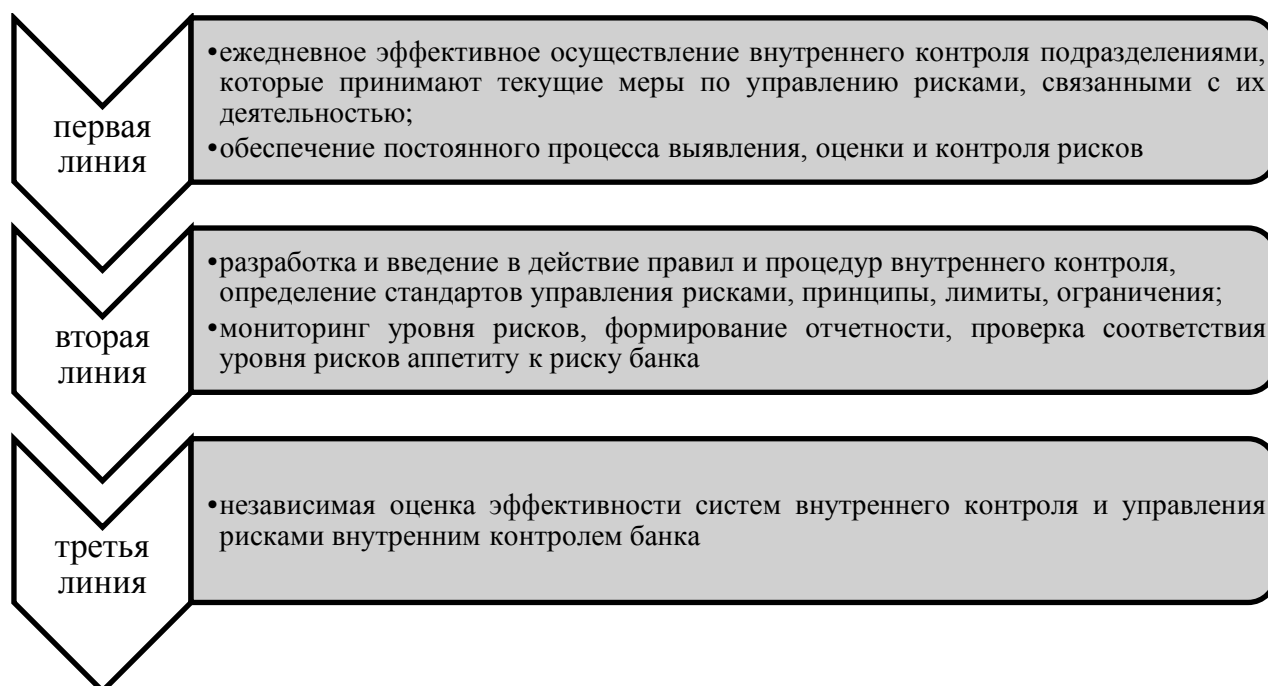 первая
линия
•ежедневное эффективное осуществление внутреннего контроля подразделениями,
которые принимают текущие меры по управлению рисками, связанными с их
деятельностью;
•обеспечение постоянного процесса выявления, оценки и контроля рисков
вторая
линия
•разработка и введение в действие правил и процедур внутреннего контроля,
определение стандартов управления рисками, принципы, лимиты, ограничения;
•мониторинг уровня рисков, формирование отчетности, проверка соответствия
уровня рисков аппетиту к риску банка
третья
линия
•независимая оценка эффективности систем внутреннего контроля и управления
рисками внутренним контролем банка